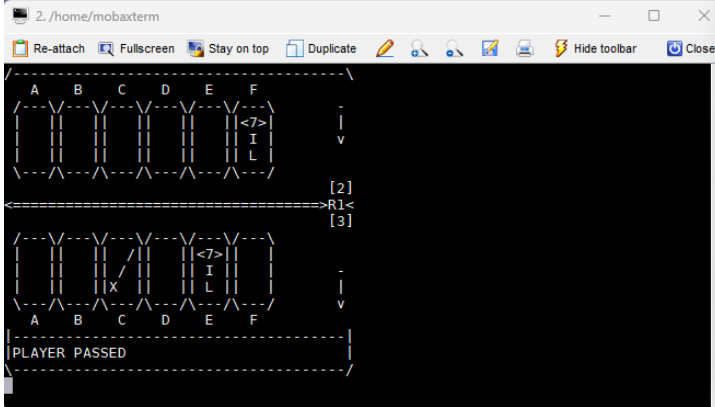 2. /home/mobaxterm
Re-attach Fullscreen Stay on top Duplicate Hide toolbar Close
/--------------------------------------\
A B C D E F
/---\/---\/---\/---\/---\/---\ -
| || || || || ||<7>| |
| || || || || || I | v
| || || || || || L |
\---/\---/\---/\---/\---/\---/
[2]
<====================================>R1<
[3]
/---\/---\/---\/---\/---\/---\
| || || /|| ||<7>|| |
| || || / || || I || | -
| || ||X || || L || | |
\---/\---/\---/\---/\---/\---/ v
A B C D E F
|--------------------------------------|
|PLAYER PASSED |
\--------------------------------------/